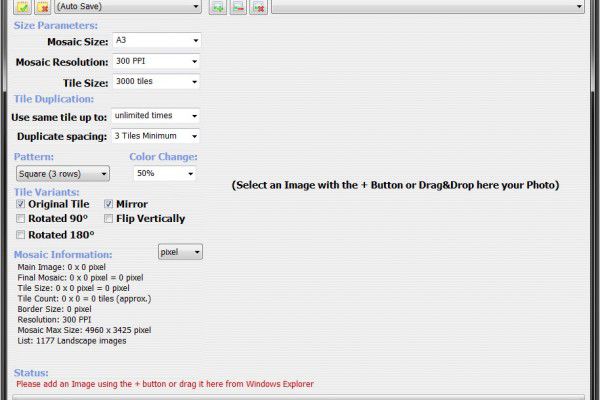 (Auto Save)
Size Parameters:
Mosaic Size: A3
Mosaic Resolution: 300 PPI
Tile Size: 3000 tiles
Tile Duplication:
Use same tile up to: unlimited times
Duplicate spacing: 3 Tiles Minimum
Pattern: Color Change:
Square (3 rows) 50%
(Select an Image with the + Button or Drag&Drop here your Photo)
Tile Variants:
Original Tile Mirror
Rotated 90° Flip Vertically
Rotated 180°
Mosaic Information: pixel
Main Image: 0 x 0 pixel
Final Mosaic: 0 x 0 pixel = 0 pixel
Tile Size: 0 x 0 pixel = 0 pixel
Tile Count: 0 x 0 = 0 tiles (approx.)
Border Size: 0 pixel
Resolution: 300 PPI
Mosaic Max Size: 4960 x 3425 pixel
List: 1177 Landscape images
Status:
Please add an Image using the + button or drag it here from Windows Explorer